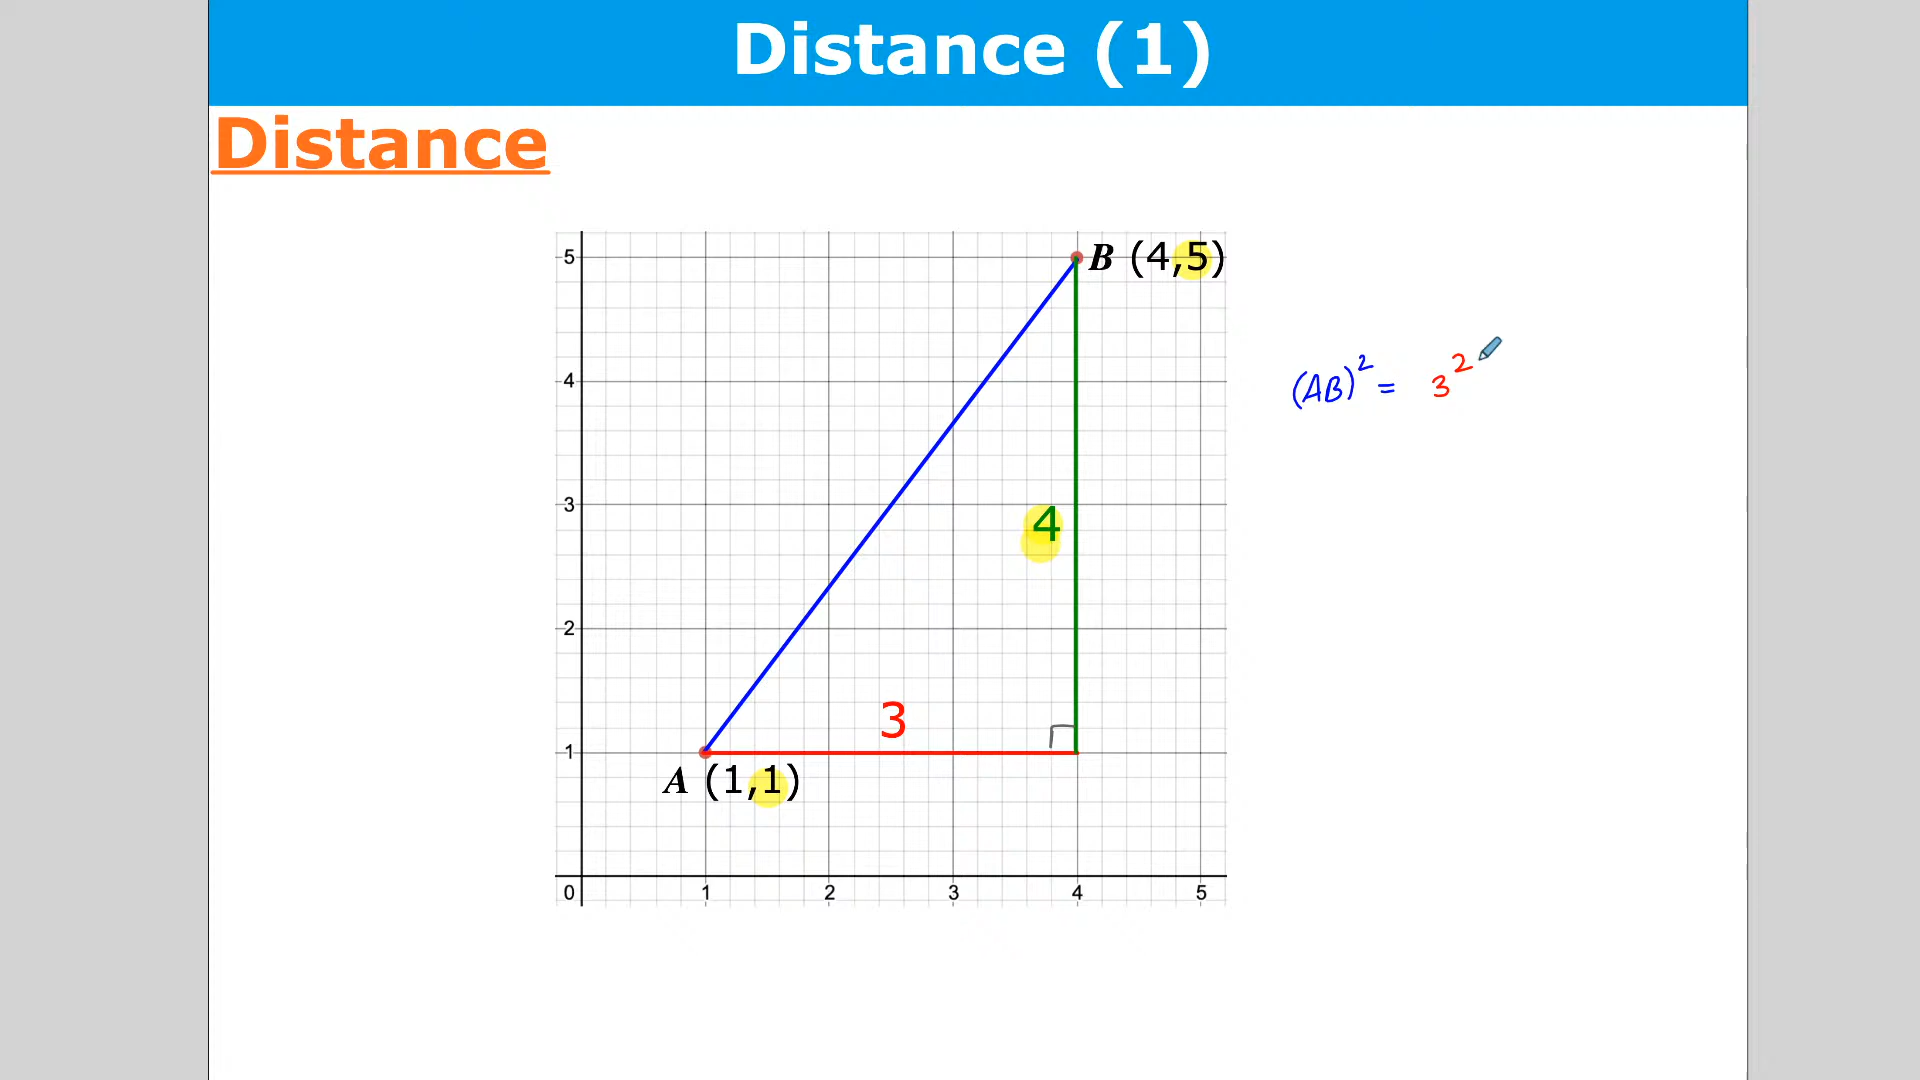 Distance (1)
Distance
5
B (4,5)
4
(AB)² = 3²
3
4
2
3
1
A (1,1)
0 1 2 3 4 5